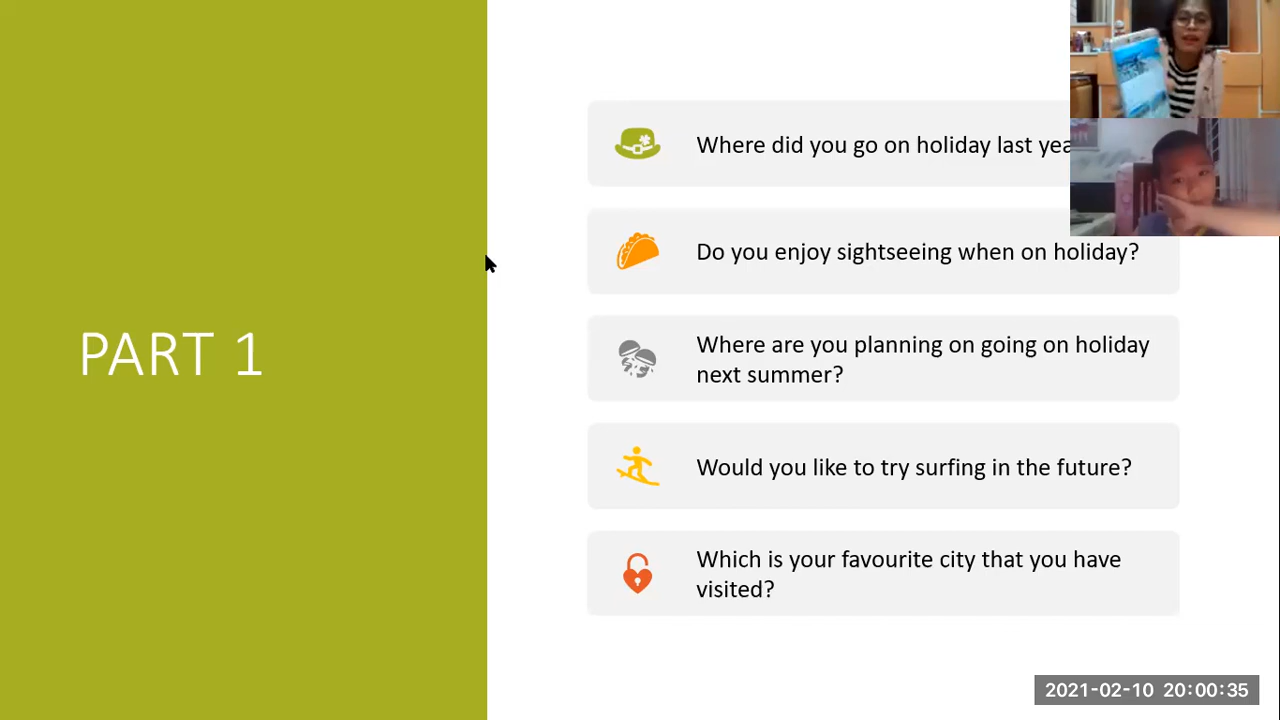 PART 1
Where did you go on holiday last yea
Do you enjoy sightseeing when on holiday?
Where are you planning on going on holiday
next summer?
Would you like to try surfing in the future?
Which is your favourite city that you have
visited?
2021-02-10 20:00:35